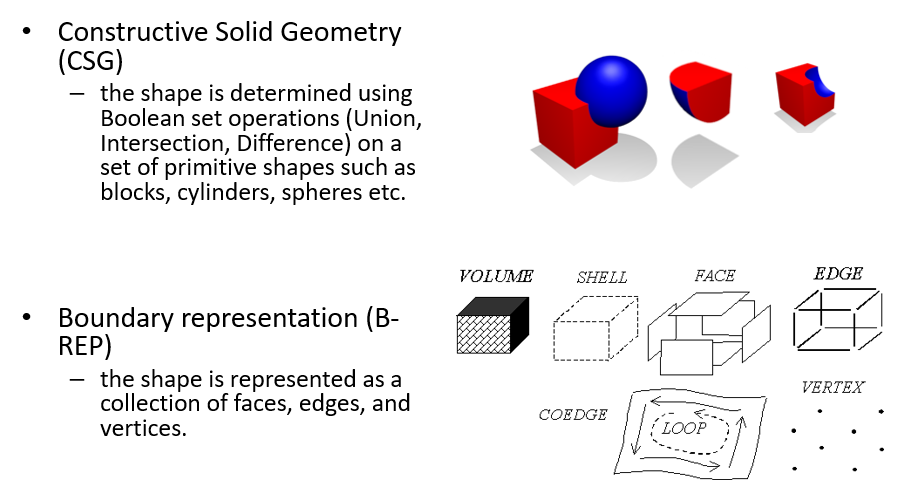 • Constructive Solid Geometry
(CSG)
– the shape is determined using
Boolean set operations (Union,
Intersection, Difference) on a
set of primitive shapes such as
blocks, cylinders, spheres etc.
• Boundary representation (B-
REP)
– the shape is represented as a
collection of faces, edges, and
vertices.
VOLUME
SHELL
FACE
EDGE
COEDGE
LOOP
VERTEX